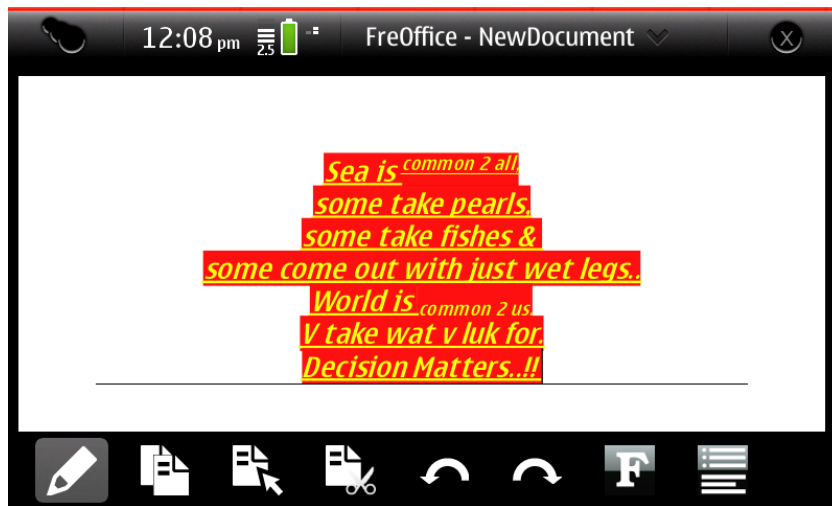 12:08 pm 2.5 FreOffice - NewDocument X
Sea is common 2 all,
some take pearls,
some take fishes &
some come out with just wet legs..
World is common 2 us.
V take wat v luk for.
Decision Matters..!!
F